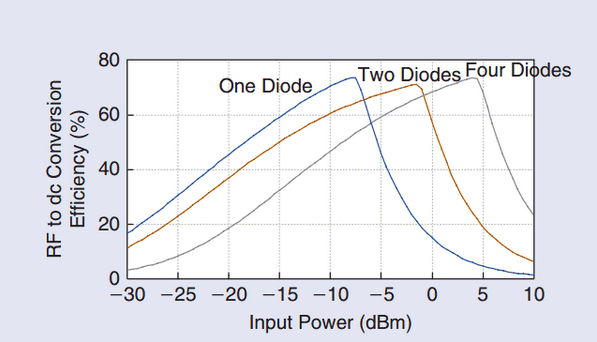 80
One Diode
Two Diodes
Four Diodes
60
40
20
0
RF to dc Conversion
Efficiency (%)
−30 −25 −20 −15 −10 −5 0 5 10
Input Power (dBm)